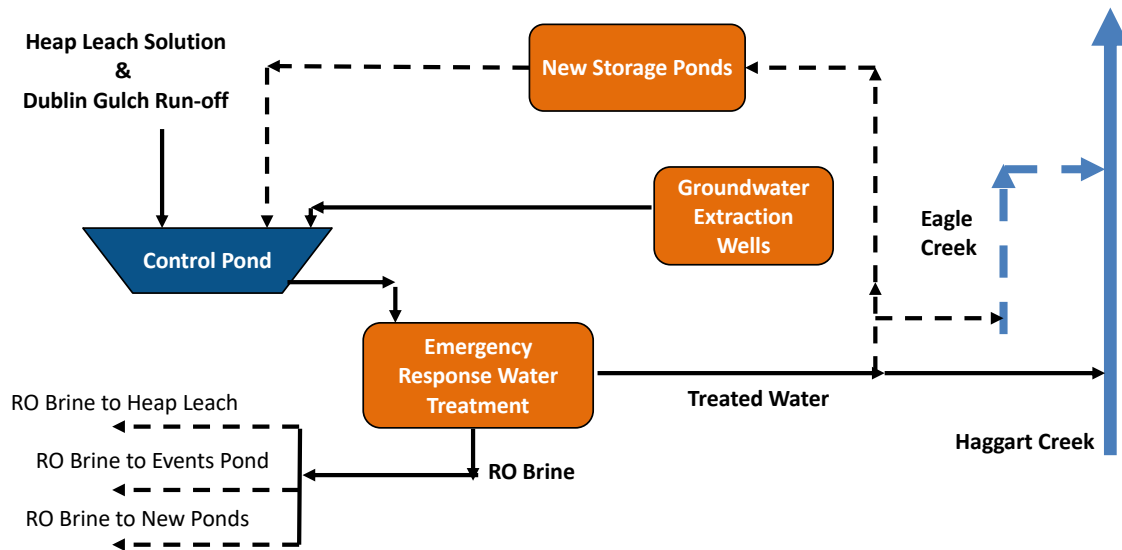 Heap Leach Solution
&
Dublin Gulch Run-off
New Storage Ponds
Groundwater
Extraction
Wells
Eagle
Creek
Control Pond
Emergency
Response Water
Treatment
Treated Water
Haggart Creek
RO Brine
RO Brine to Heap Leach
RO Brine to Events Pond
RO Brine to New Ponds